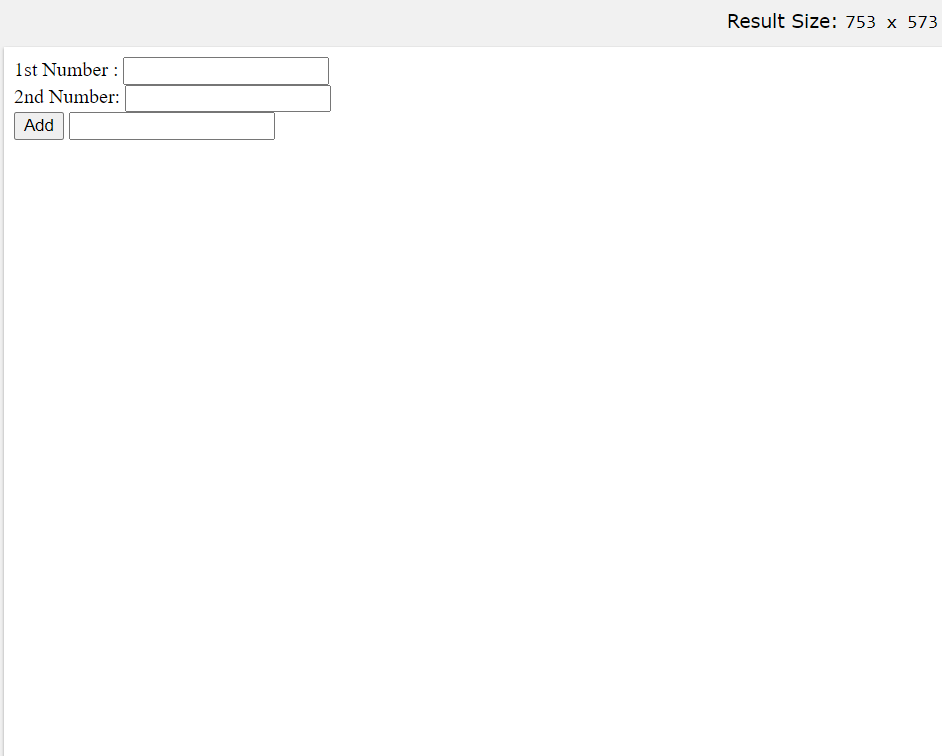 Result Size: 753 x 573
1st Number :
2nd Number:
Add